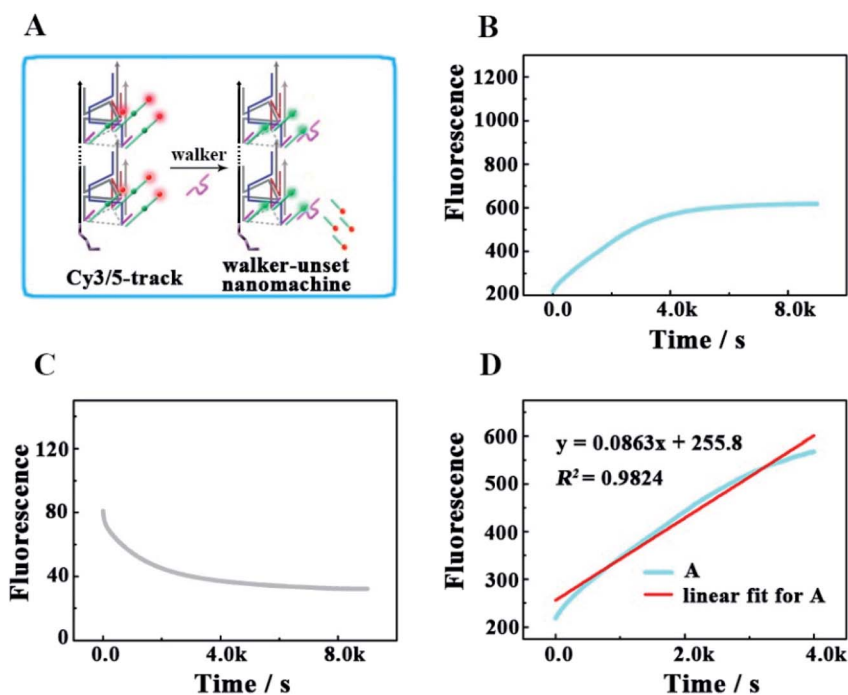 A
walker
Cy3/5-track
walker-unset
nanomachine
B
Fluorescence
1200
1000
800
600
400
200
0.0
4.0k
8.0k
Time / s
C
Fluorescence
120
80
40
0
0.0
4.0k
8.0k
Time / s
D
Fluorescence
600
500
400
300
200
y = 0.0863x + 255.8
R² = 0.9824
A
linear fit for A
0.0
2.0k
4.0k
Time / s